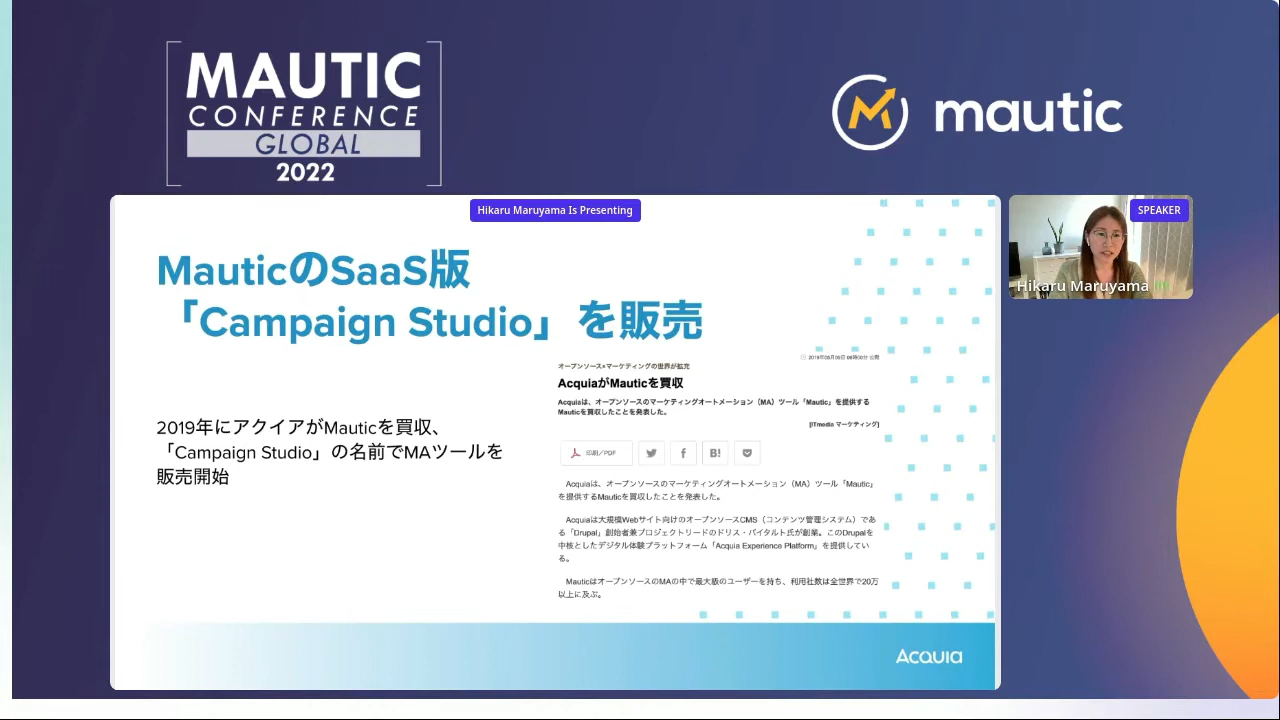 MAUTIC
CONFERENCE
GLOBAL
2022
mautic
Hikaru Maruyama Is Presenting
SPEAKER
Hikaru Maruyama
MauticのSaaS版
「Campaign Studio」を販売
2019年にアクイアがMauticを買収、
「Campaign Studio」の名前でMAツールを
販売開始
オープンソース×マーケティングの世界が拡充
AcquiaがMauticを買収
Acquiaは、オープンソースのマーケティングオートメーション（MA）ツール「Mautic」を提供する
Mauticを買収したことを発表した。
[ITmedia マーケティング]
印刷／PDF
B!
Acquiaは、オープンソースのマーケティングオートメーション（MA）ツール「Mautic」
を提供するMauticを買収したことを発表した。
Acquiaは大規模Webサイト向けのオープンソースCMS（コンテンツ管理システム）であ
る「Drupal」創始者兼プロジェクトリードのドリス・バイタルト氏が創業。このDrupalを
中核としたデジタル体験プラットフォーム「Acquia Experience Platform」を提供してい
る。
MauticはオープンソースのMAの中で最大級のユーザーを持ち、利用社数は全世界で20万
以上に及ぶ。
Acquia